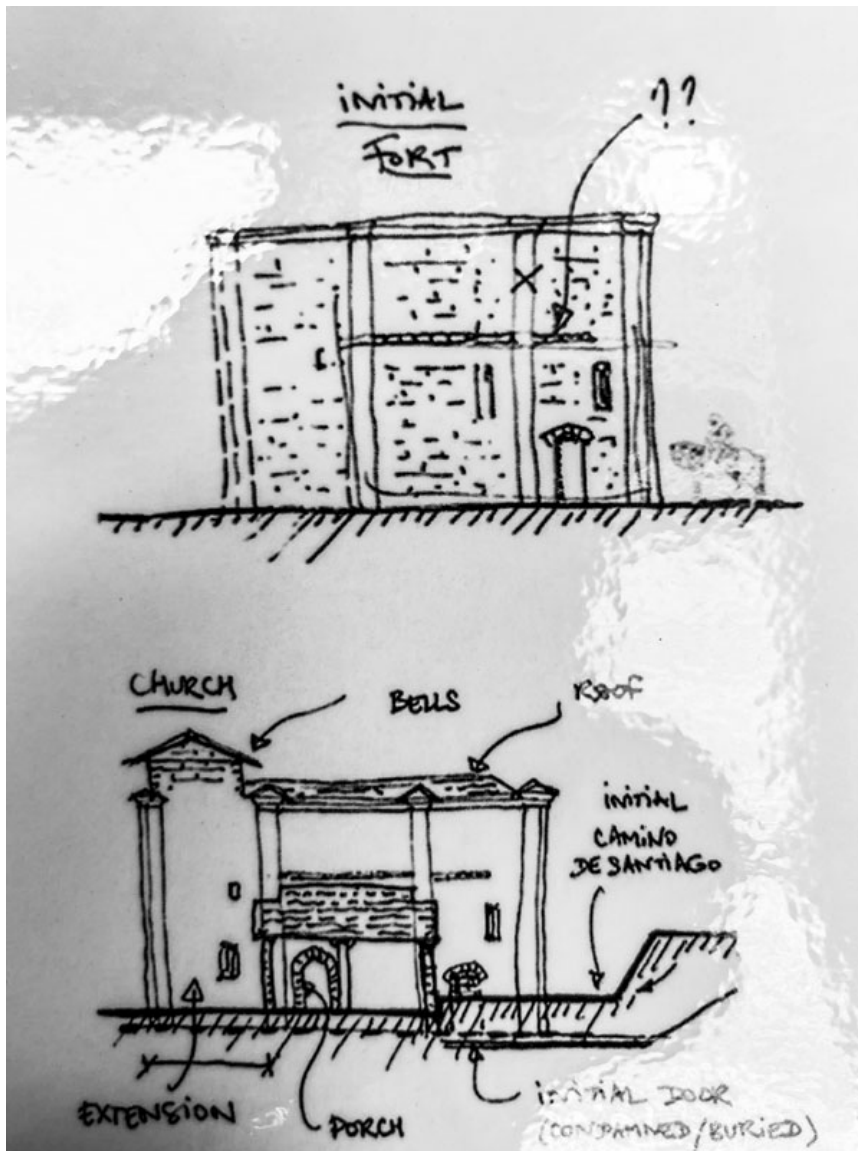 INITIAL
FORT
??
CHURCH
BELLS
ROOF
INITIAL
CAMINO
DE SANTIAGO
EXTENSION
PORCH
INITIAL DOOR
(CONDAMNED/BURIED)